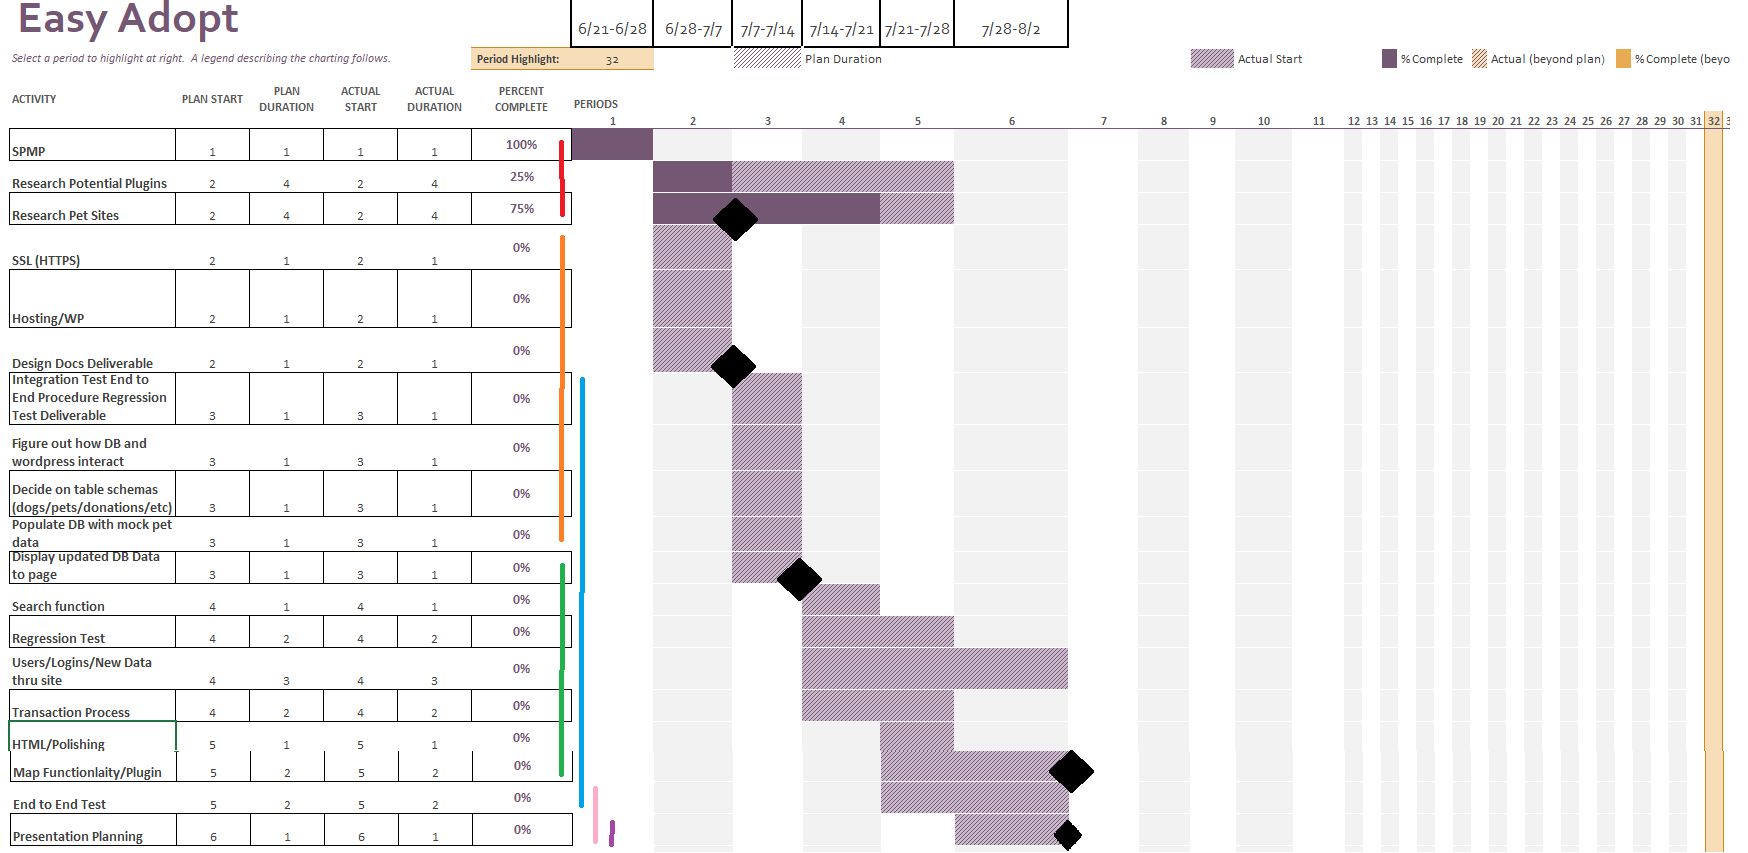 Easy Adopt
6/21-6/28 6/28-7/7 7/7-7/14 7/14-7/21 7/21-7/28 7/28-8/2
Select a period to highlight at right. A legend describing the charting follows. Period Highlight: 32 Plan Duration Actual Start % Complete Actual (beyond plan) % Complete (beyo
ACTIVITY PLAN START PLAN DURATION ACTUAL START ACTUAL DURATION PERCENT COMPLETE PERIODS
1 2 3 4 5 6 7 8 9 10 11 12 13 14 15 16 17 18 19 20 21 22 23 24 25 26 27 28 29 30 31 32
SPMP 1 1 1 1 100%
Research Potential Plugins 2 4 2 4 25%
Research Pet Sites 2 4 2 4 75%
SSL (HTTPS) 2 1 2 1 0%
Hosting/WP 2 1 2 1 0%
Design Docs Deliverable 2 1 2 1 0%
Integration Test End to
End Procedure Regression
Test Deliverable 3 1 3 1 0%
Figure out how DB and
wordpress interact 3 1 3 1 0%
Decide on table schemas
(dogs/pets/donations/etc) 3 1 3 1 0%
Populate DB with mock pet
data 3 1 3 1 0%
Display updated DB Data
to page 3 1 3 1 0%
Search function 4 1 4 1 0%
Regression Test 4 2 4 2 0%
Users/Logins/New Data
thru site 4 3 4 3 0%
Transaction Process 4 2 4 2 0%
HTML/Polishing 5 1 5 1 0%
Map Functionlaity/Plugin 5 2 5 2 0%
End to End Test 5 2 5 2 0%
Presentation Planning 6 1 6 1 0%